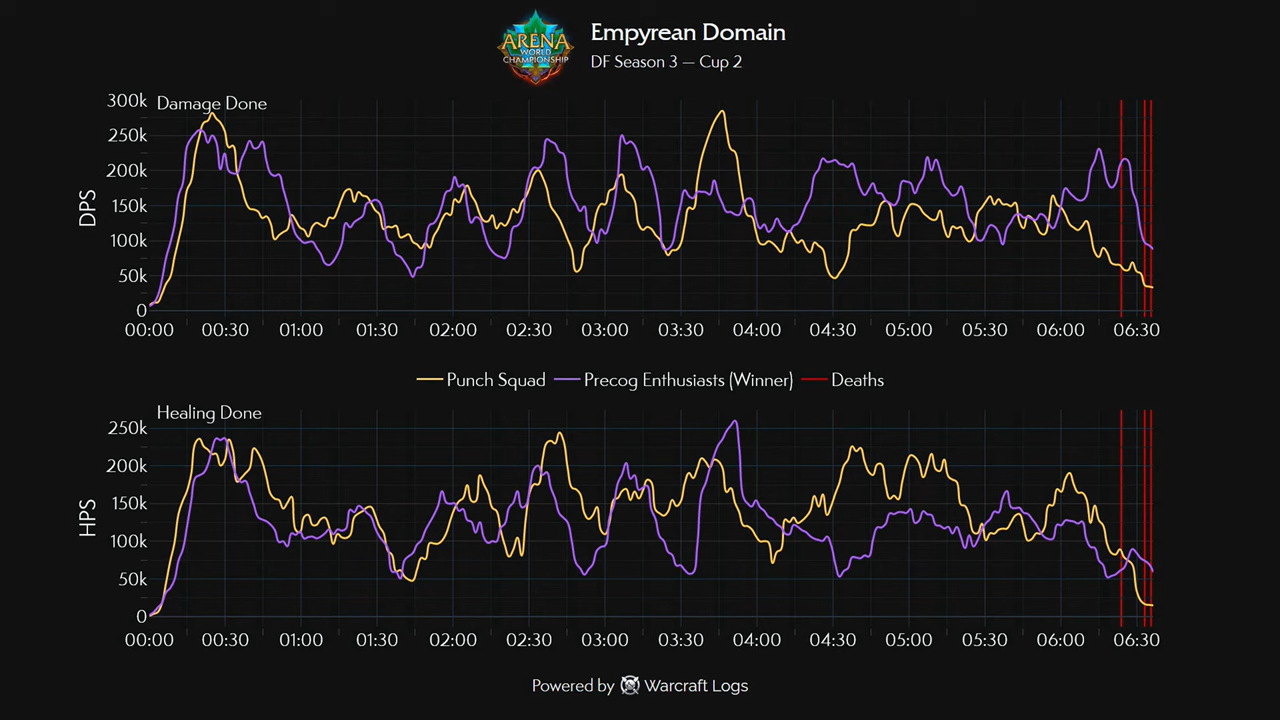 ARENA
WORLD
CHAMPIONSHIP
Empyrean Domain
DF Season 3 — Cup 2
Damage Done
DPS
300k
250k
200k
150k
100k
50k
0
00:00 00:30 01:00 01:30 02:00 02:30 03:00 03:30 04:00 04:30 05:00 05:30 06:00 06:30
Punch Squad Precog Enthusiasts (Winner) Deaths
Healing Done
HPS
250k
200k
150k
100k
50k
0
00:00 00:30 01:00 01:30 02:00 02:30 03:00 03:30 04:00 04:30 05:00 05:30 06:00 06:30
Powered by Warcraft Logs